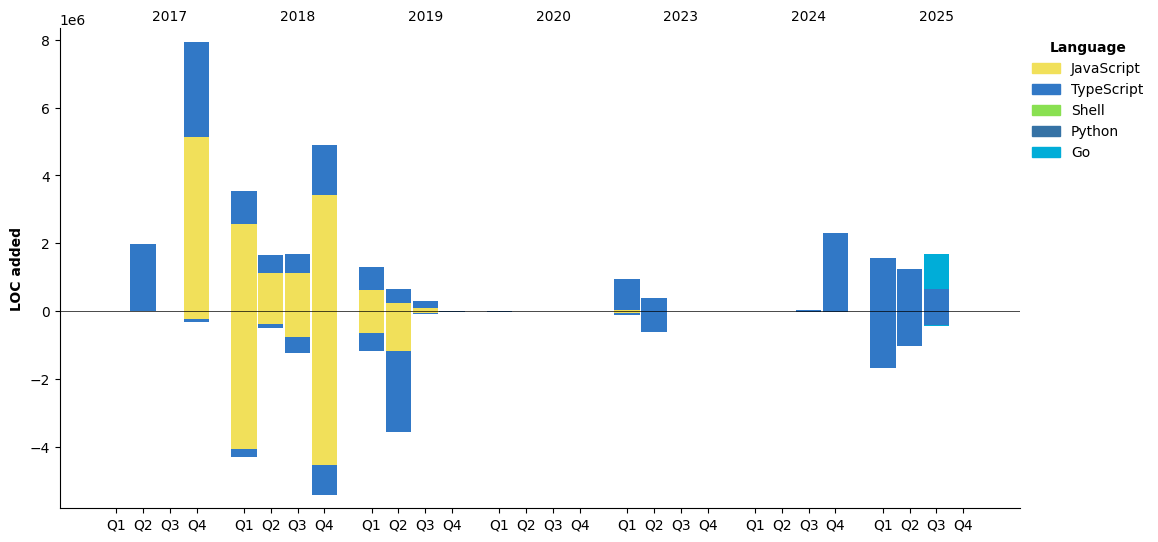 2017 2018 2019 2020 2023 2024 2025
1e6
Language
JavaScript
TypeScript
Shell
Python
Go
LOC added
8
6
4
2
0
−2
−4
Q1 Q2 Q3 Q4 Q1 Q2 Q3 Q4 Q1 Q2 Q3 Q4 Q1 Q2 Q3 Q4 Q1 Q2 Q3 Q4 Q1 Q2 Q3 Q4 Q1 Q2 Q3 Q4